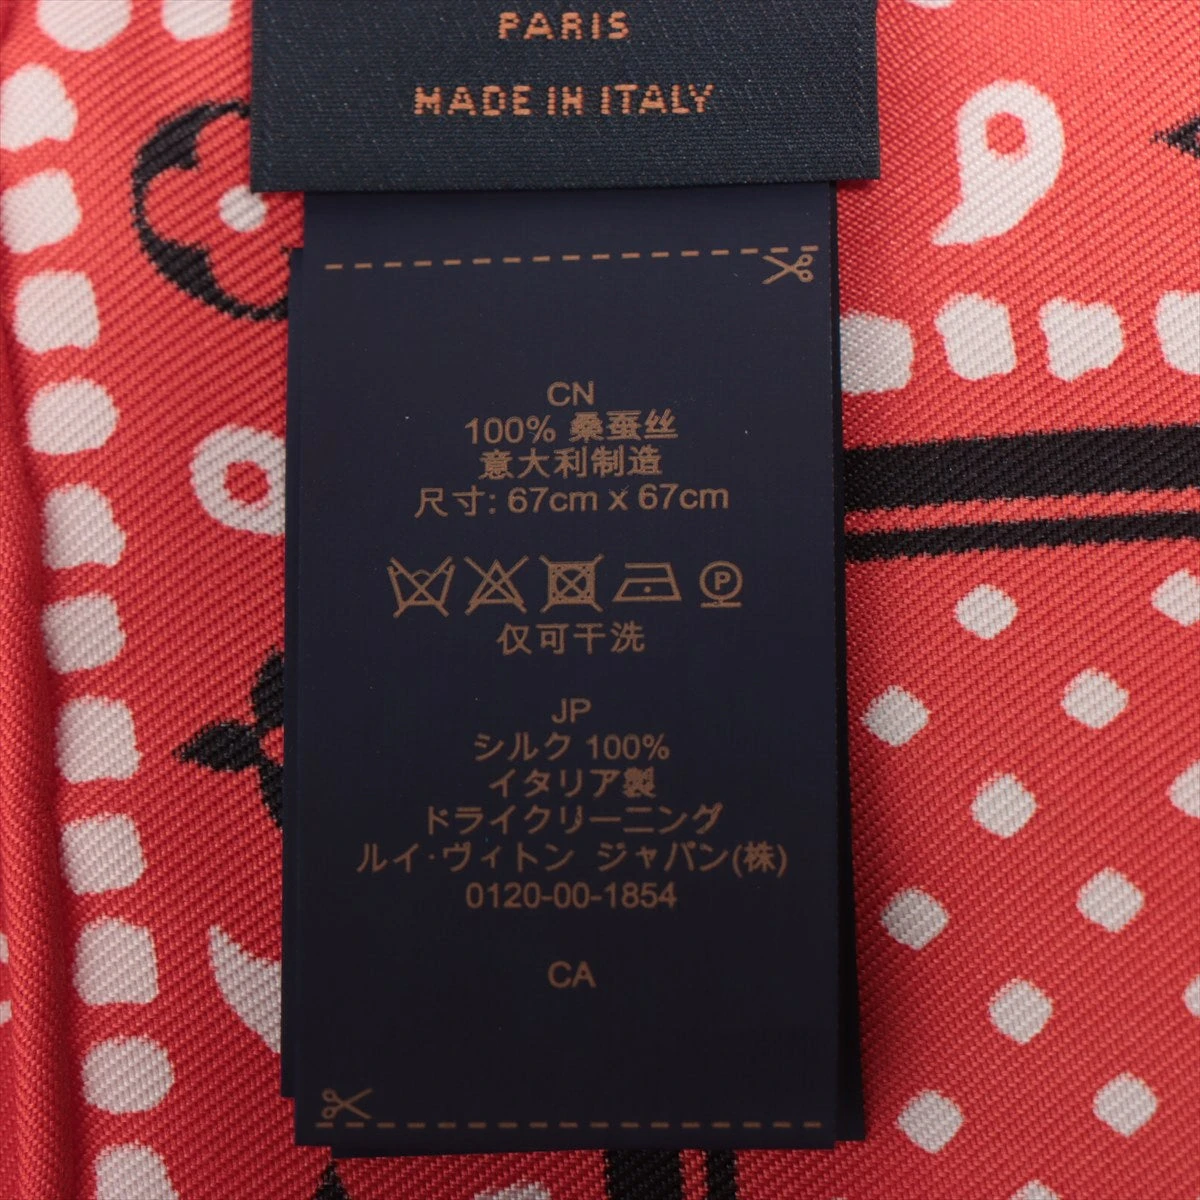 PARIS
MADE IN ITALY
CN
100% 桑蚕丝
意大利制造
尺寸: 67cm x 67cm
P
仅可干洗
JP
シルク 100%
イタリア製
ドライクリーニング
ルイ·ヴィトン ジャパン(株)
0120-00-1854
CA